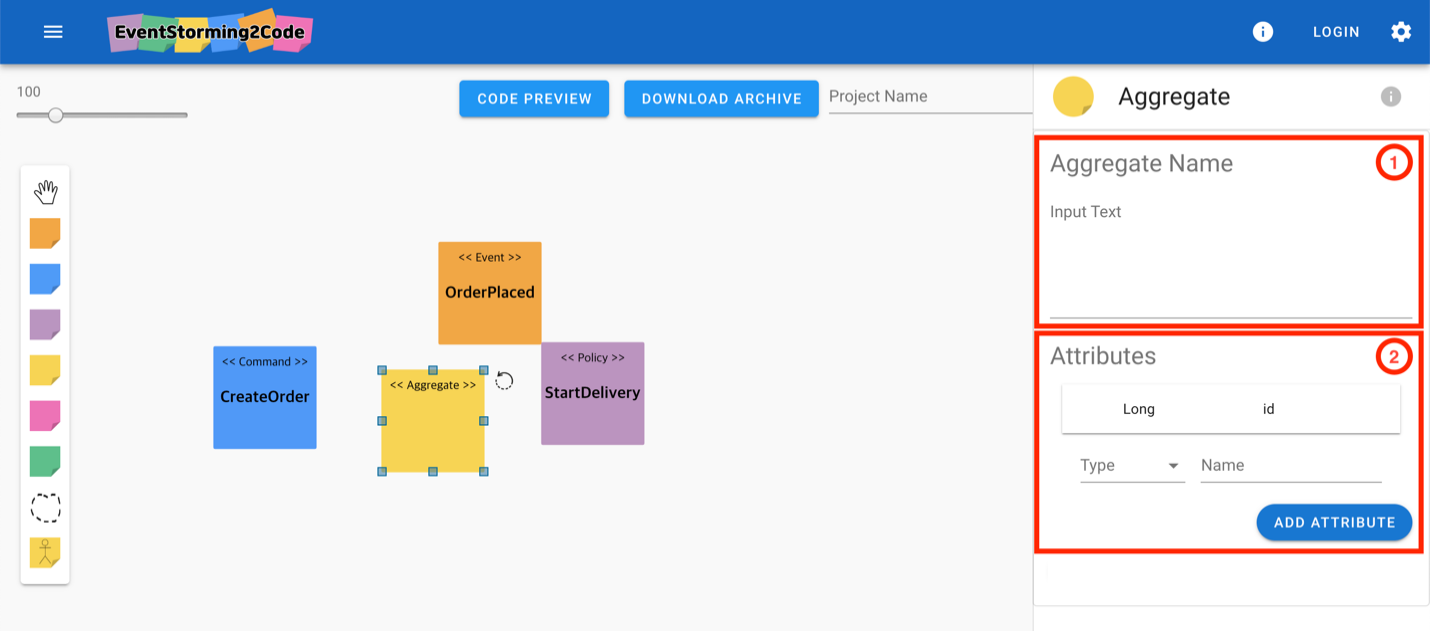 EventStorming2Code
LOGIN
100
CODE PREVIEW
DOWNLOAD ARCHIVE
Project Name
Aggregate
Aggregate Name
1
Input Text
<< Event >>
OrderPlaced
<< Command >>
CreateOrder
<< Aggregate >>
<< Policy >>
StartDelivery
Attributes
2
Long
id
Type
Name
ADD ATTRIBUTE